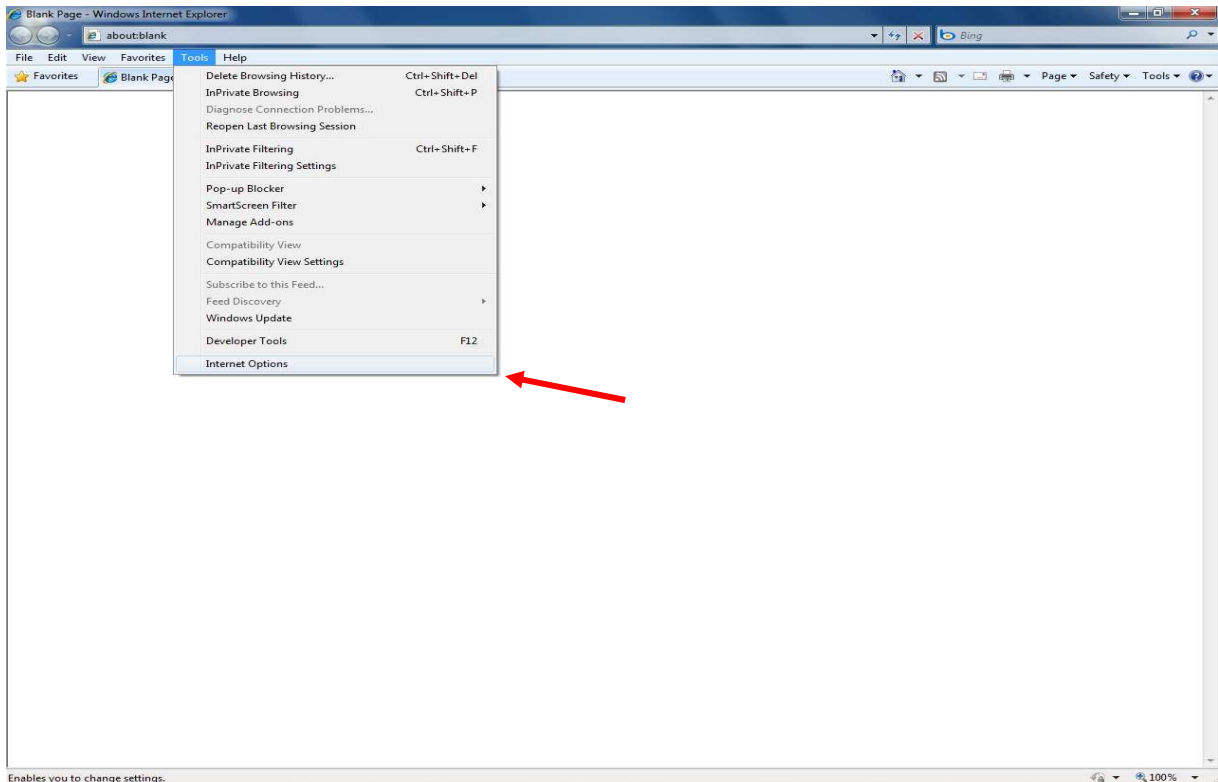 Blank Page - Windows Internet Explorer
about:blank
Bing
File Edit View Favorites Tools Help
Favorites Blank Page Page Safety Tools
Delete Browsing History... Ctrl+Shift+Del
InPrivate Browsing Ctrl+Shift+P
Diagnose Connection Problems...
Reopen Last Browsing Session
InPrivate Filtering Ctrl+Shift+F
InPrivate Filtering Settings
Pop-up Blocker
SmartScreen Filter
Manage Add-ons
Compatibility View
Compatibility View Settings
Subscribe to this Feed...
Feed Discovery
Windows Update
Developer Tools F12
Internet Options
Enables you to change settings. 100%